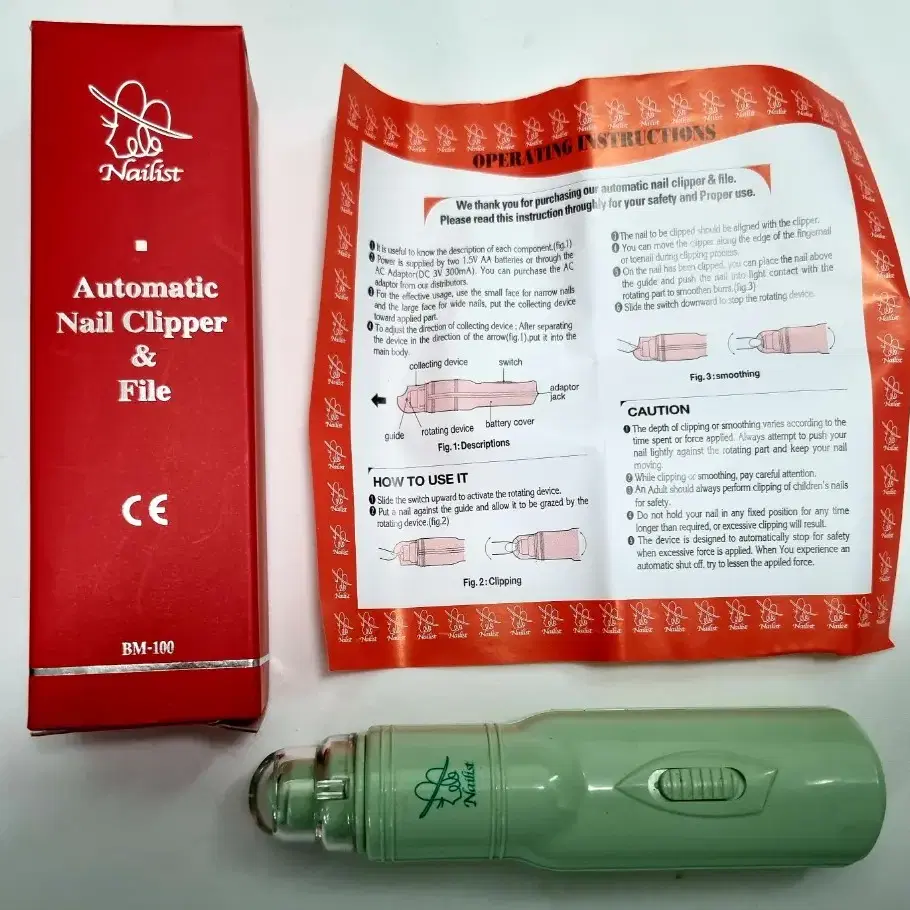 Nailist
Automatic
Nail Clipper
&
File
CE
BM-100
OPERATING INSTRUCTIONS
We thank you for purchasing our automatic nail clipper & file.
Please read this instruction throughly for your safety and Proper use.
❶ It is useful to know the description of each component.(fig.1)
❷ Power is supplied by two 1.5V AA batteries or through the
AC Adaptor(DC 3V 300mA). You can purchase the AC
adaptor from our distributors.
❸ For the effective usage, use the small face for narrow nails
and the large face for wide nails, put the collecting device
toward applied part.
❹ To adjust the direction of collecting device ; After separating
the device in the direction of the arrow(fig.1),put it into the
main body.
collecting device
switch
adaptor
jack
guide
rotating device
battery cover
Fig. 1: Descriptions
HOW TO USE IT
❶ Slide the switch upward to activate the rotating device.
❷ Put a nail against the guide and allow it to be grazed by the
rotating device.(fig.2)
Fig. 2: Clipping
❸ The nail to be clipped should be aligned with the clipper.
❹ You can move the clipper along the edge of the fingernail
or toenail during clipping process.
❺ On the nail has been clipped, you can place the nail above
the guide and push the nail into light contact with the
rotating part to smoothen burrs.(fig.3)
❻ Slide the switch downward to stop the rotating device.
Fig. 3: smoothing
CAUTION
❶ The depth of clipping or smoothing varies according to the
time spent or force applied. Always attempt to push your
nail lightly against the rotating part and keep your nail
moving.
❷ While clipping or smoothing, pay careful attention.
❸ An Adult should always perform clipping of children's nails
for safety.
❹ Do not hold your nail in any fixed position for any time
longer than required, or excessive clipping will result.
❺ The device is designed to automatically stop for safety
when excessive force is applied. When You experience an
automatic shut off, try to lessen the appiled force.
Nailist